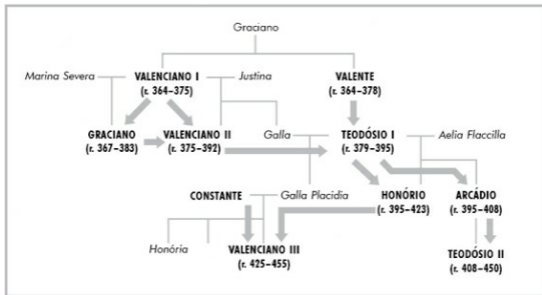 Graciano
Marina Severa
VALENCIANO I
(r. 364–375)
Justina
VALENTE
(r. 364–378)
GRACIANO
(r. 367–383)
VALENCIANO II
(r. 375–392)
Galla
TEODÓSIO I
(r. 379–395)
Aelia Flaccilla
CONSTANTE
Galla Placidia
HONÓRIO
(r. 395–423)
ARCÁDIO
(r. 395–408)
Honória
VALENCIANO III
(r. 425–455)
TEODÓSIO II
(r. 408–450)